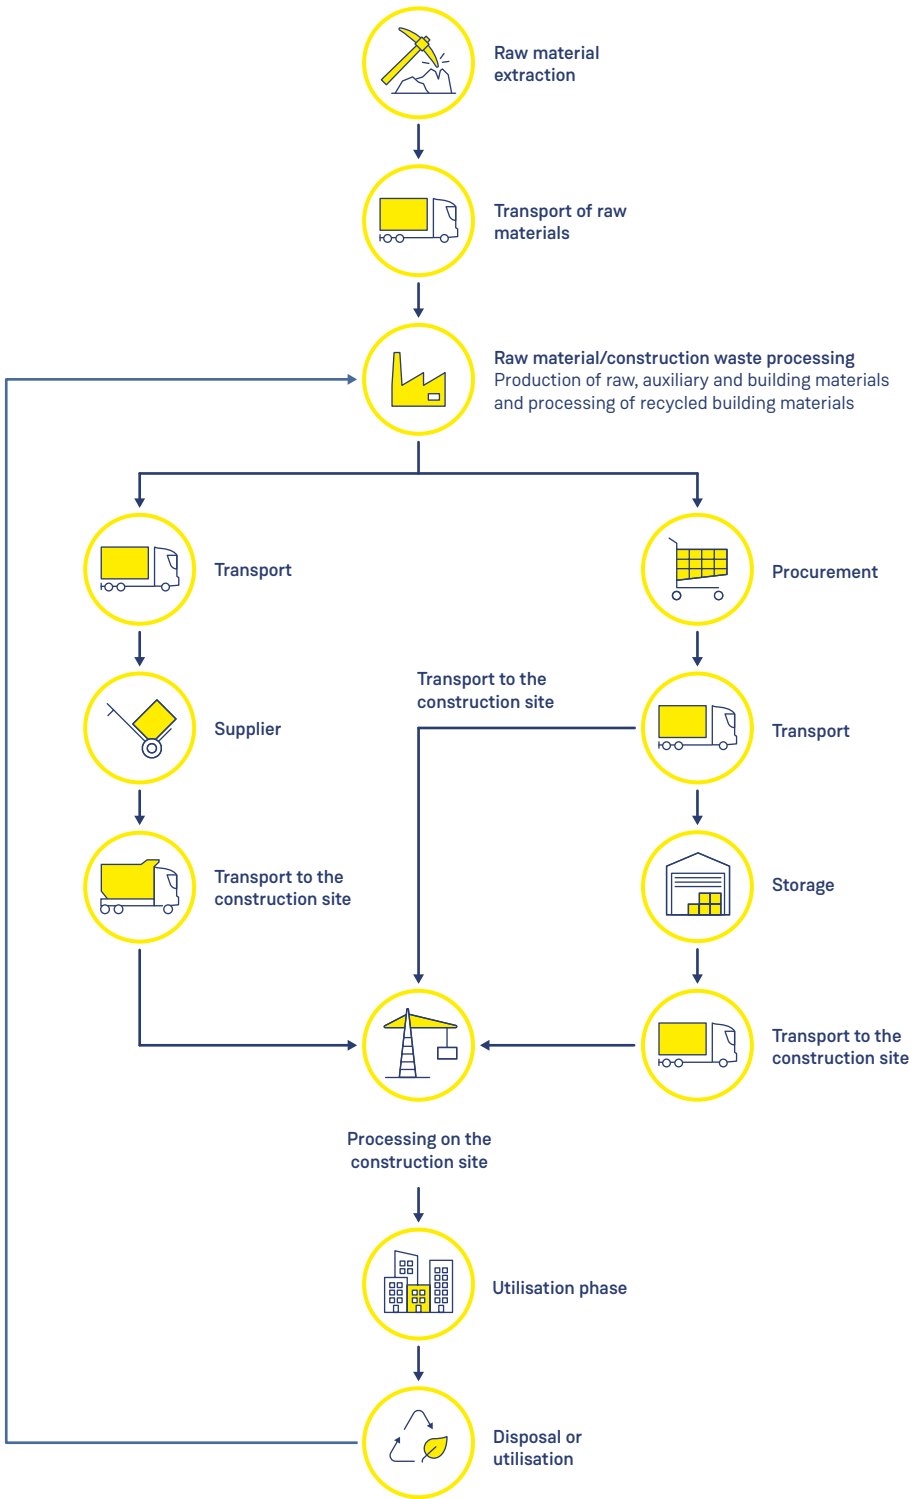 Raw material
extraction
Transport of raw
materials
Raw material/construction waste processing
Production of raw, auxiliary and building materials
and processing of recycled building materials
Transport
Procurement
Transport to the
construction site
Supplier
Transport
Transport to the
construction site
Storage
Transport to the
construction site
Processing on the
construction site
Utilisation phase
Disposal or
utilisation